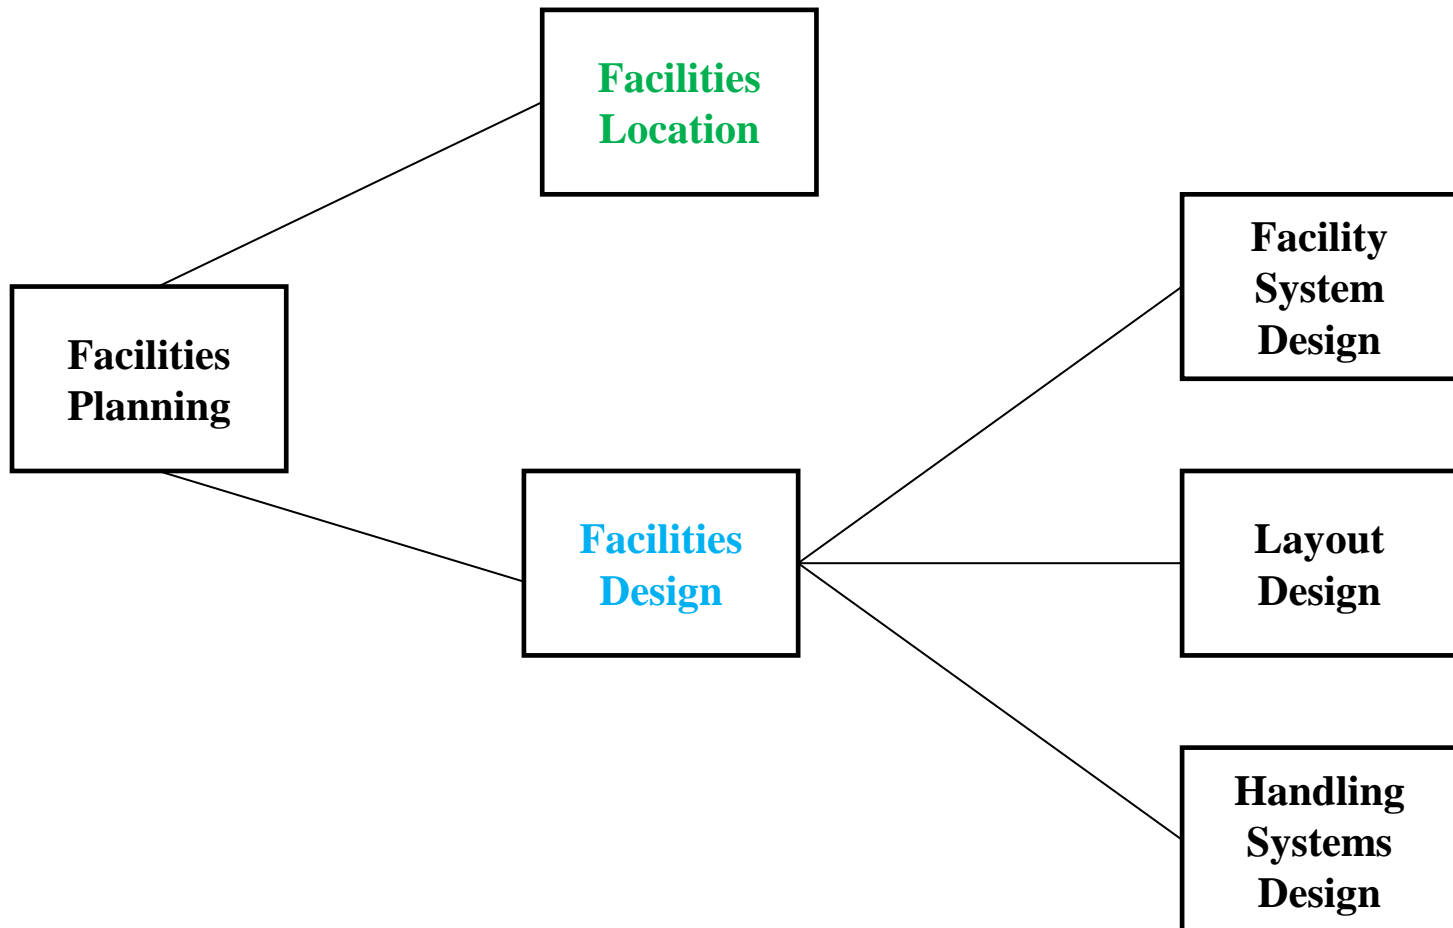 Facilities
Location
Facilities
Planning
Facilities
Design
Facility
System
Design
Layout
Design
Handling
Systems
Design